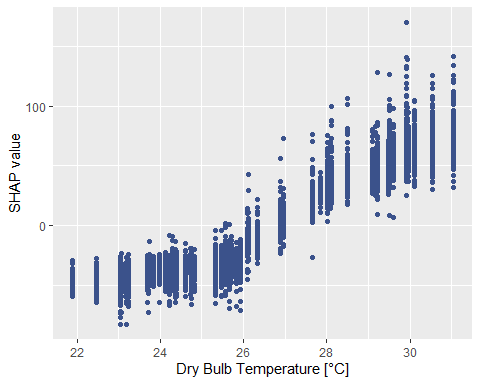 SHAP value
100
0
22 24 26 28 30
Dry Bulb Temperature [°C]